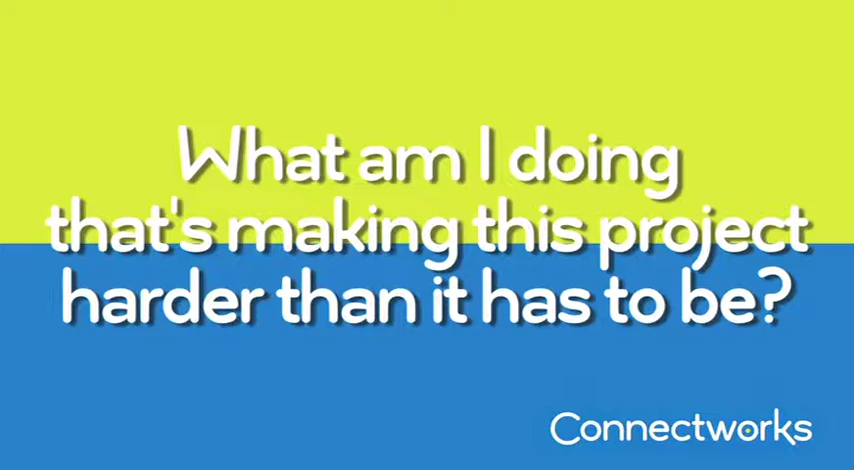 What am I doing
that's making this project
harder than it has to be?
Connectworks